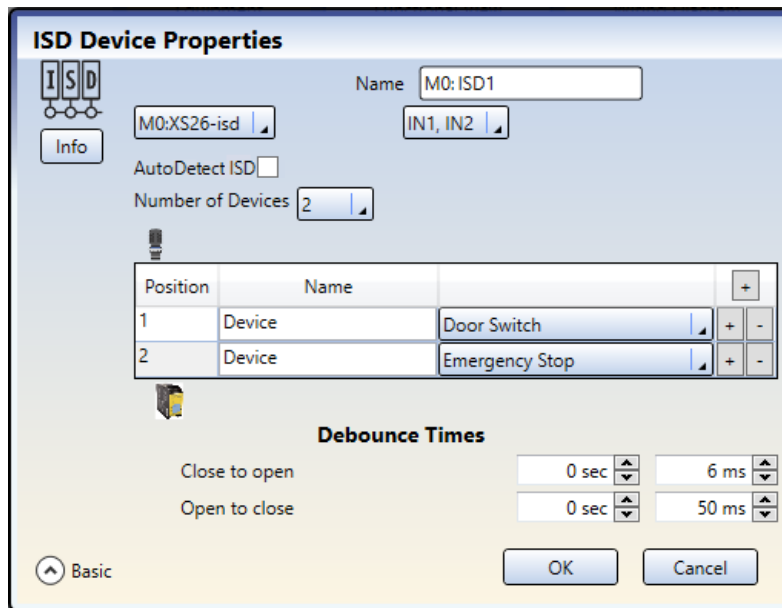 ISD Device Properties
ISD
Name M0: ISD1
M0:XS26-isd IN1, IN2
Info
AutoDetect ISD
Number of Devices 2
Position Name +
1 Device Door Switch + -
2 Device Emergency Stop + -
Debounce Times
Close to open 0 sec 6 ms
Open to close 0 sec 50 ms
Basic OK Cancel